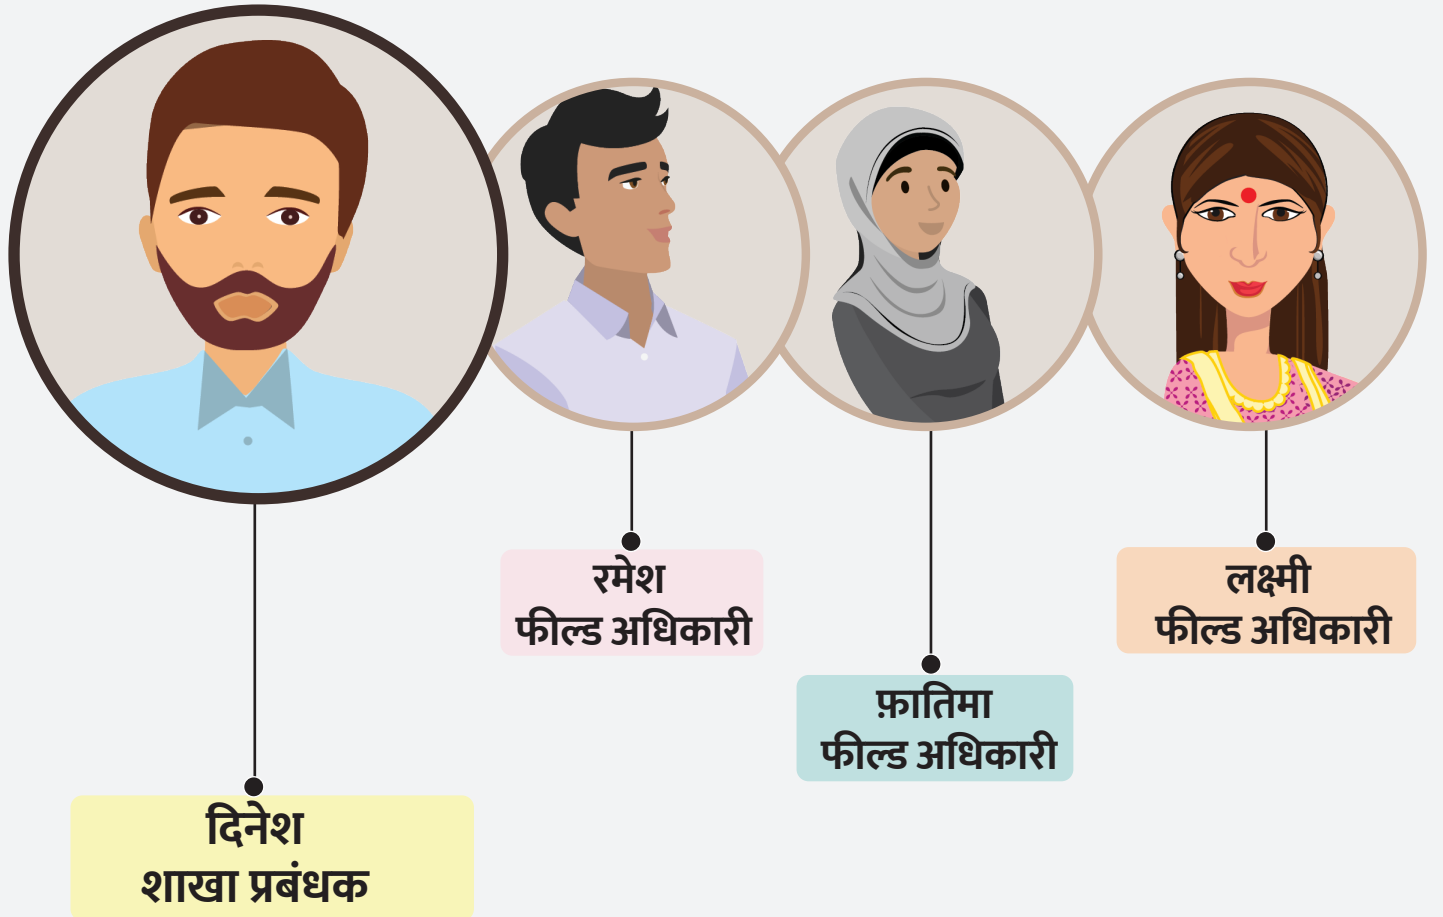 रमेश
फील्ड अधिकारी
लक्ष्मी
फील्ड अधिकारी
फ़ातिमा
फील्ड अधिकारी
दिनेश
शाखा प्रबंधक